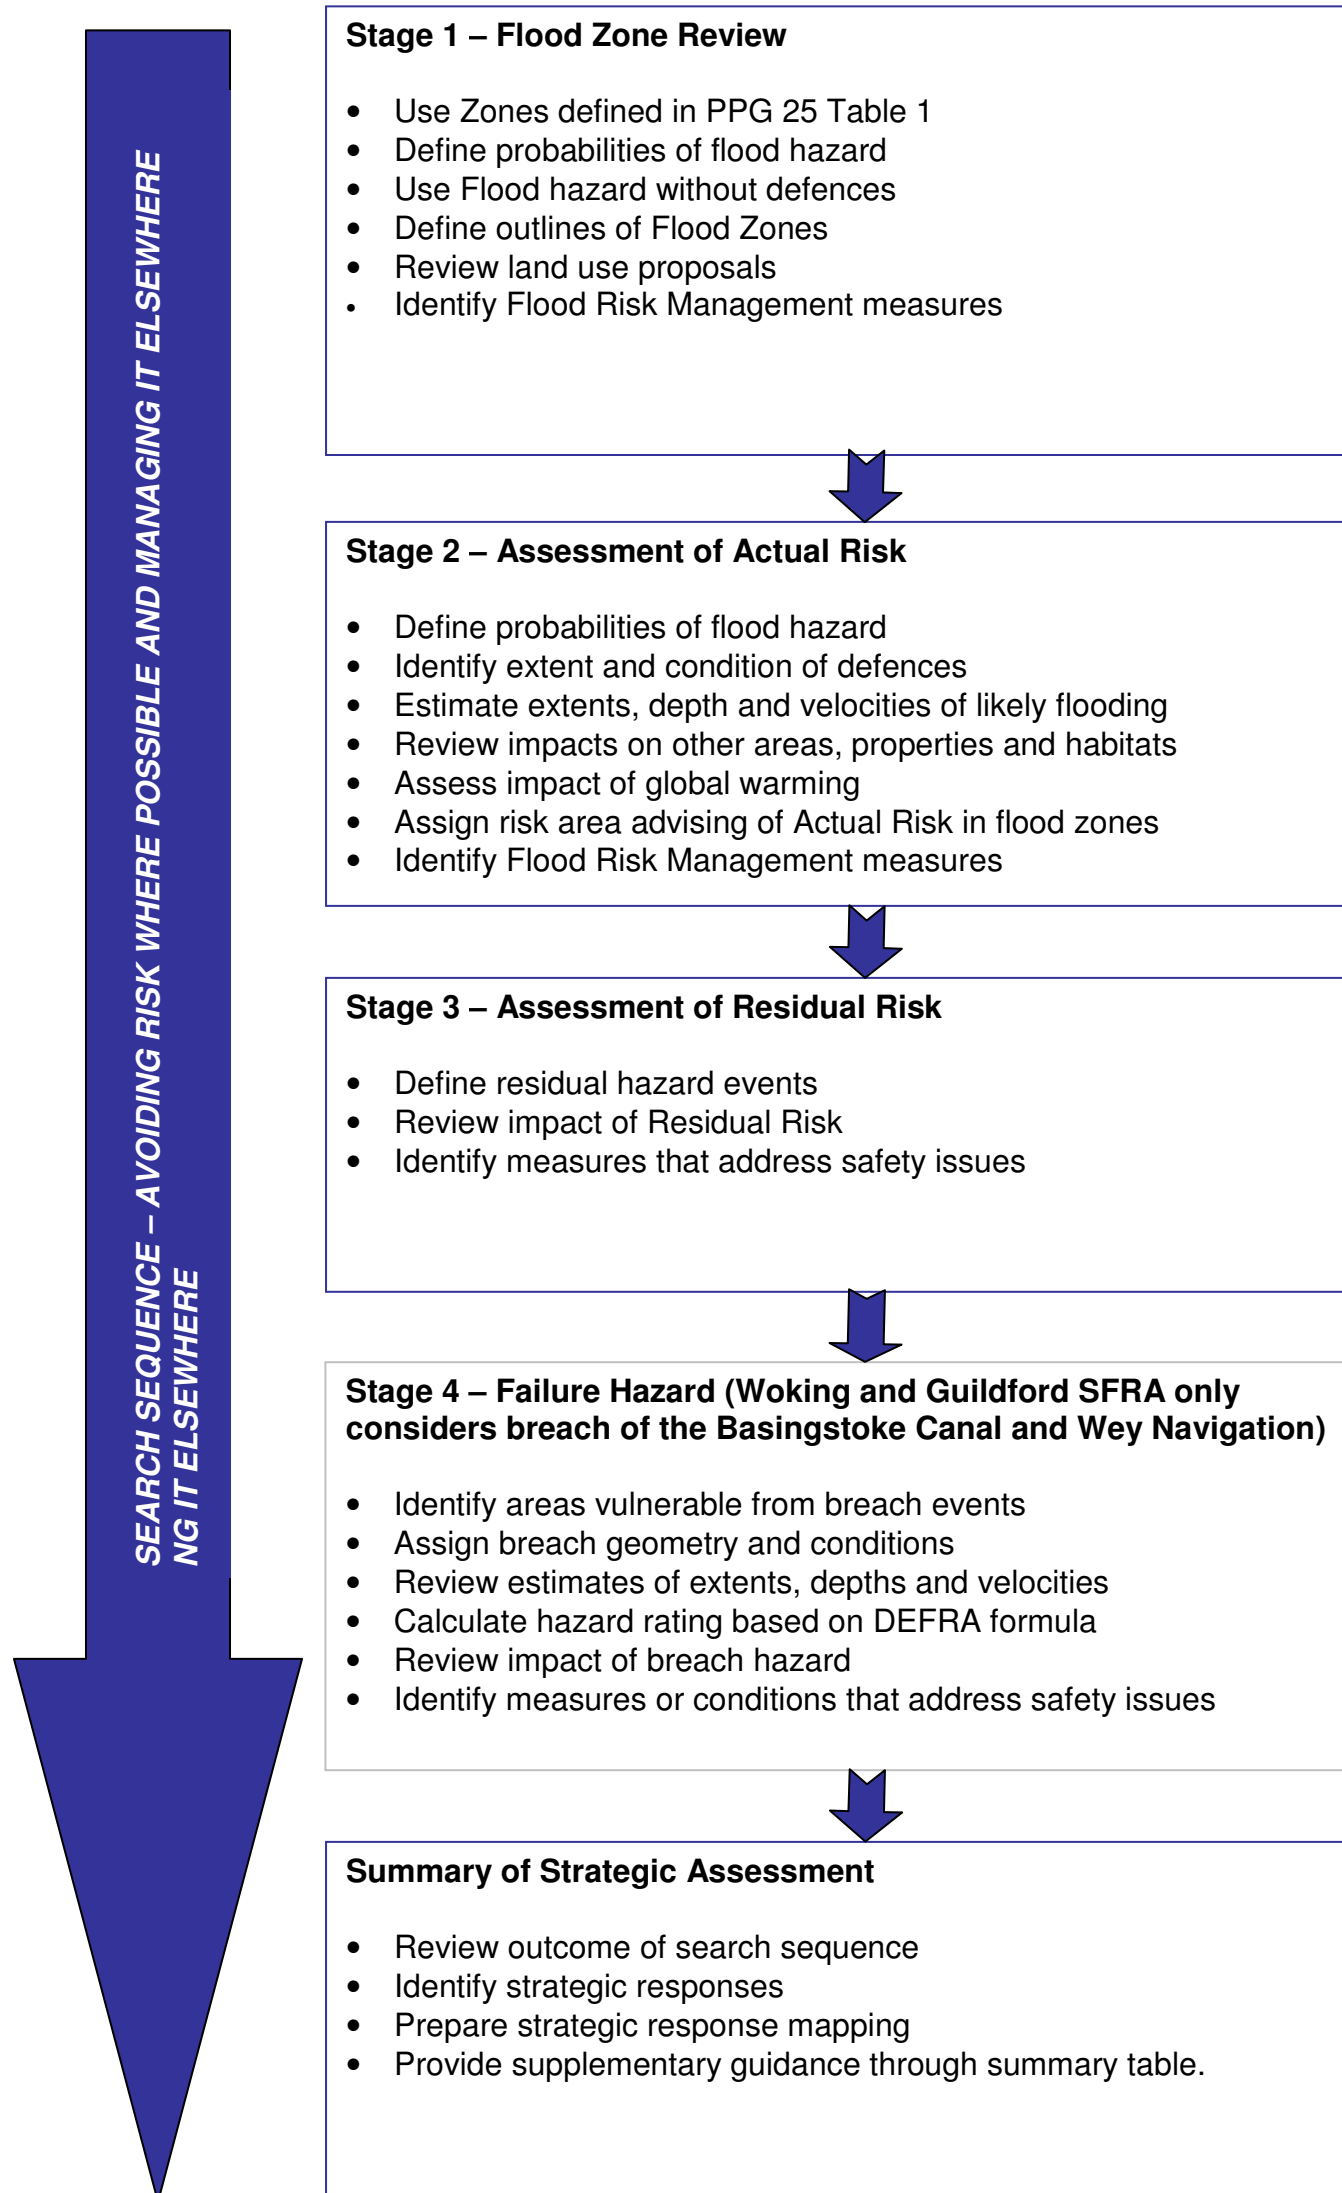 SEARCH SEQUENCE – AVOIDING RISK WHERE POSSIBLE AND MANAGING IT ELSEWHERE
NG IT ELSEWHERE
Stage 1 – Flood Zone Review
• Use Zones defined in PPG 25 Table 1
• Define probabilities of flood hazard
• Use Flood hazard without defences
• Define outlines of Flood Zones
• Review land use proposals
• Identify Flood Risk Management measures
Stage 2 – Assessment of Actual Risk
• Define probabilities of flood hazard
• Identify extent and condition of defences
• Estimate extents, depth and velocities of likely flooding
• Review impacts on other areas, properties and habitats
• Assess impact of global warming
• Assign risk area advising of Actual Risk in flood zones
• Identify Flood Risk Management measures
Stage 3 – Assessment of Residual Risk
• Define residual hazard events
• Review impact of Residual Risk
• Identify measures that address safety issues
Stage 4 – Failure Hazard (Woking and Guildford SFRA only
considers breach of the Basingstoke Canal and Wey Navigation)
• Identify areas vulnerable from breach events
• Assign breach geometry and conditions
• Review estimates of extents, depths and velocities
• Calculate hazard rating based on DEFRA formula
• Review impact of breach hazard
• Identify measures or conditions that address safety issues
Summary of Strategic Assessment
• Review outcome of search sequence
• Identify strategic responses
• Prepare strategic response mapping
• Provide supplementary guidance through summary table.